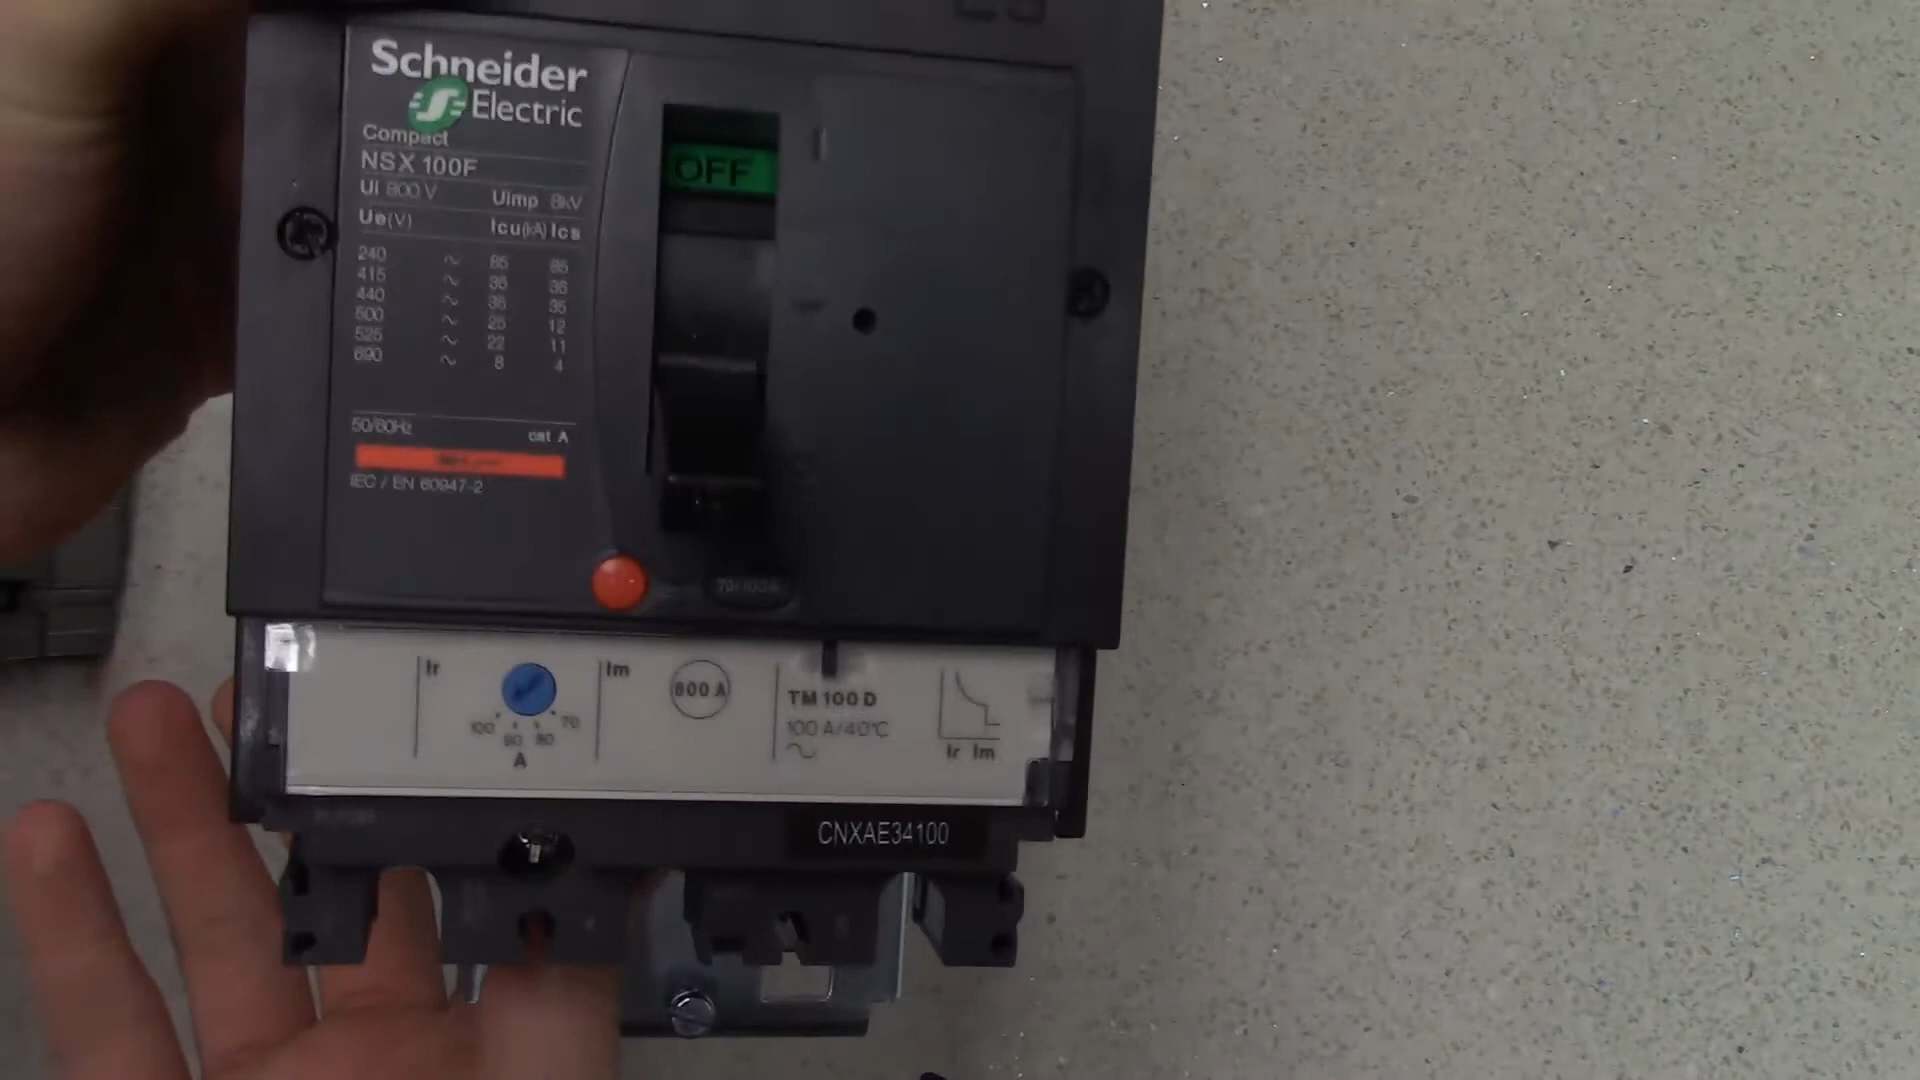 Schneider
Electric
Compact
NSX 100F
Ui 800 V Uimp 8kV
Ue(V) Icu(kA) Ics
240 ~ 85 85
415 ~ 36 36
440 ~ 35 35
500 ~ 25 12
525 ~ 22 11
690 ~ 8 4
50/60Hz cat A
IEC / EN 60947-2
OFF
70/100A
Ir
100 90 80 70
A
Im
800 A
TM 100 D
100 A/40°C
~
Ir Im
CNXAE34100